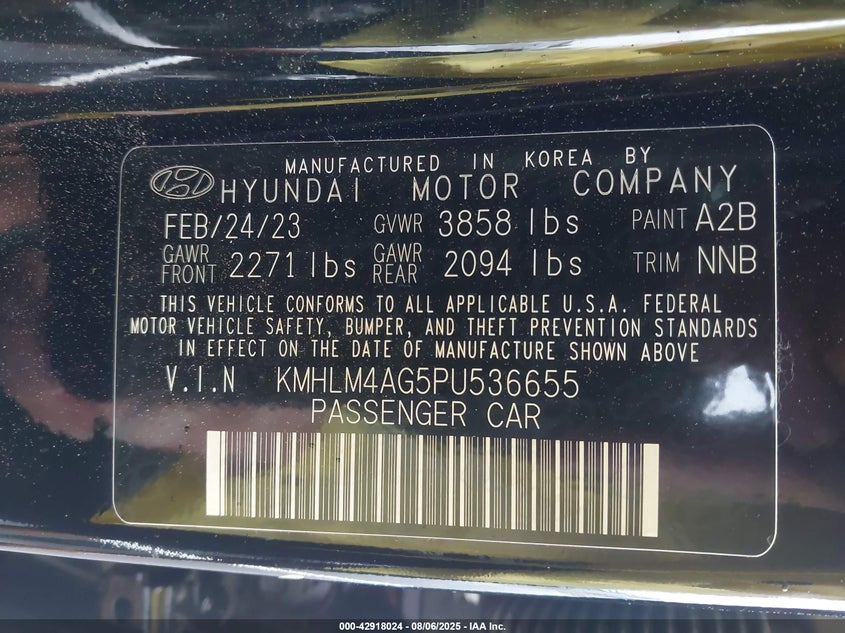 MANUFACTURED IN KOREA BY
HYUNDAI MOTOR COMPANY
FEB/24/23 GVWR 3858 lbs PAINT A2B
GAWR FRONT 2271 lbs GAWR REAR 2094 lbs TRIM NNB
THIS VEHICLE CONFORMS TO ALL APPLICABLE U.S.A. FEDERAL
MOTOR VEHICLE SAFETY, BUMPER, AND THEFT PREVENTION STANDARDS
IN EFFECT ON THE DATE OF MANUFACTURE SHOWN ABOVE
V.I.N KMHLM4AG5PU536655
PASSENGER CAR
000-42918024 - 08/06/2025 - IAA Inc.